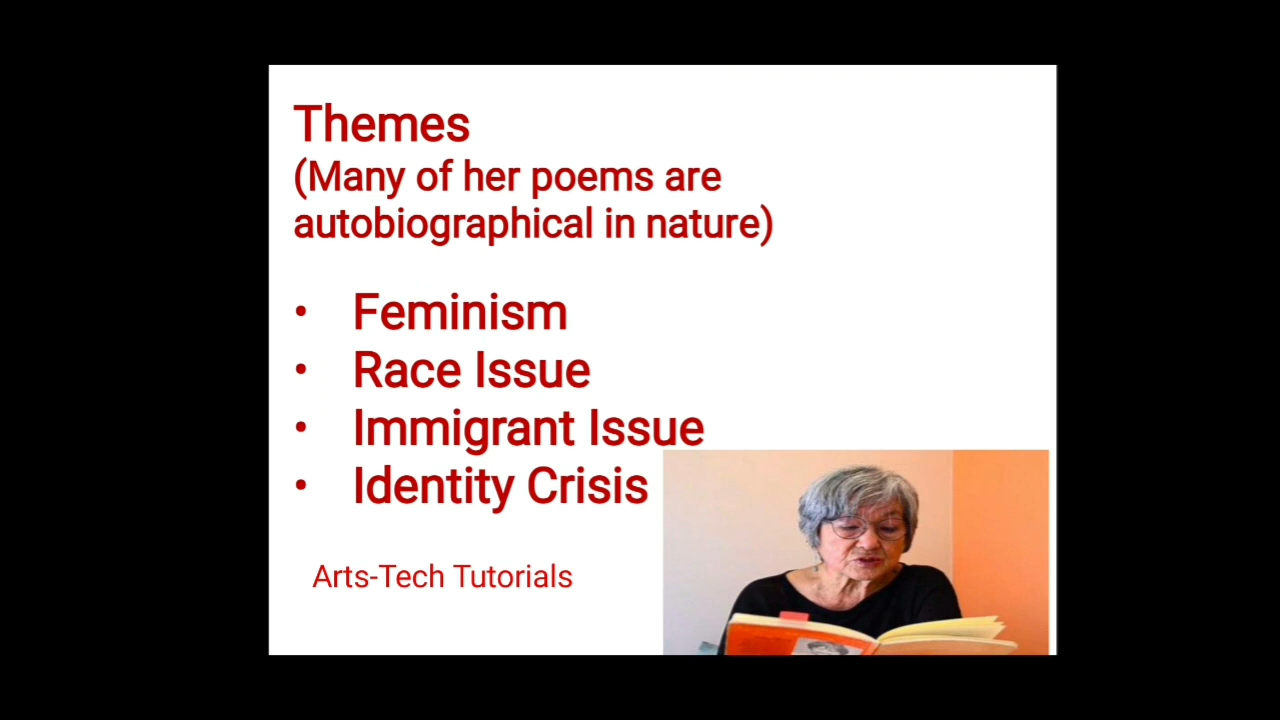 Themes
(Many of her poems are
autobiographical in nature)
• Feminism
• Race Issue
• Immigrant Issue
• Identity Crisis
Arts-Tech Tutorials